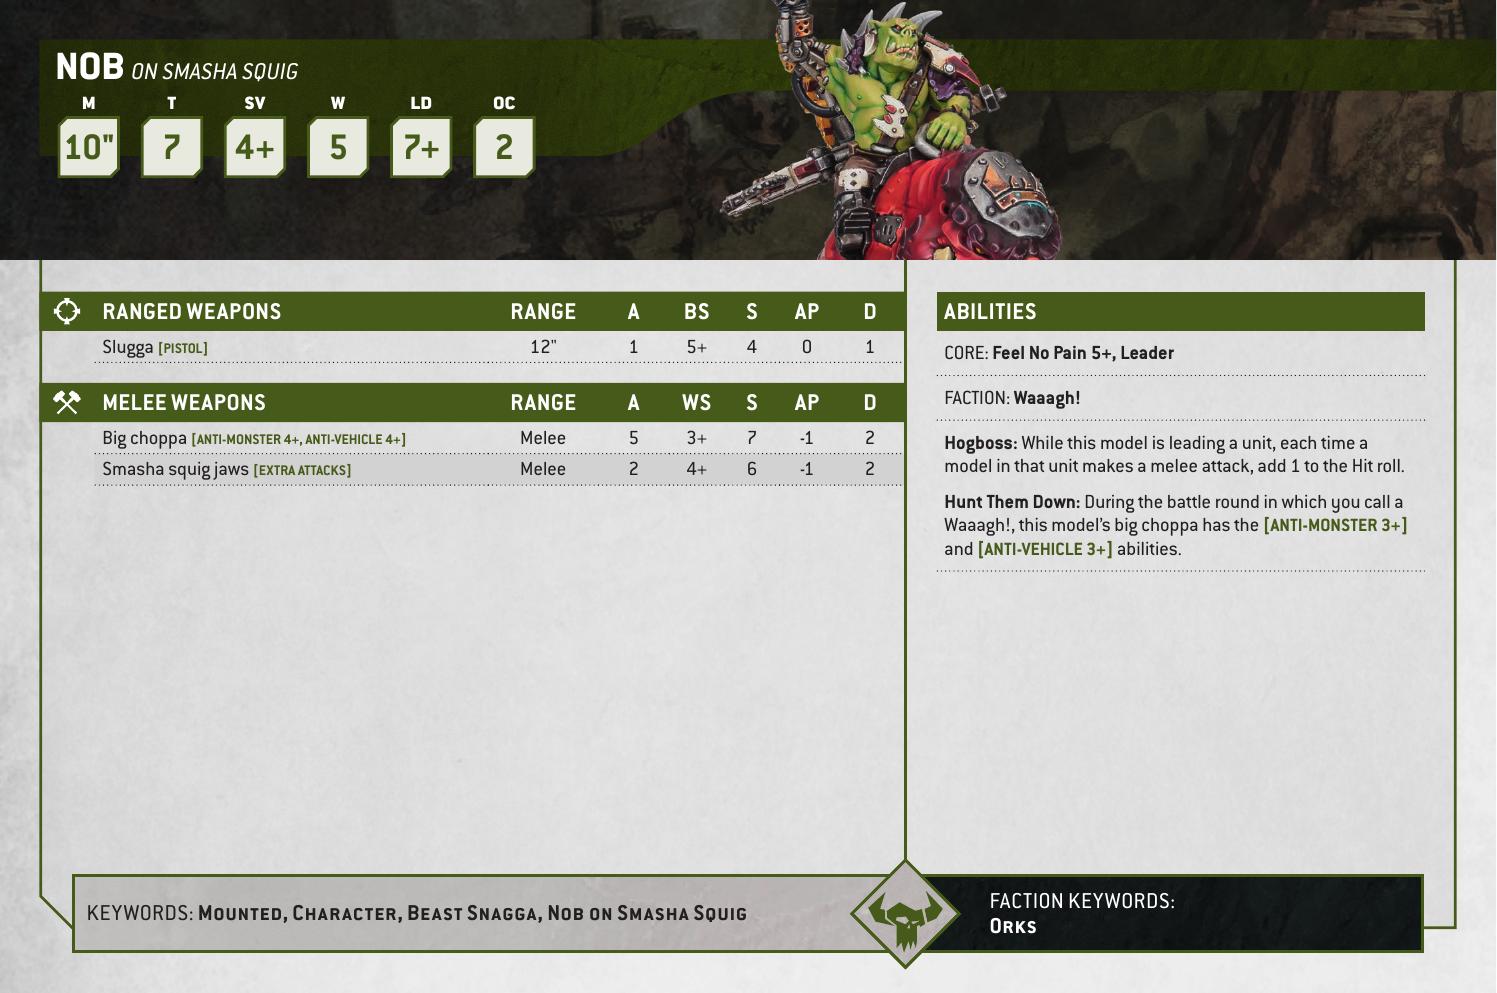 NOB ON SMASHA SQUIG
M T SV W LD OC
10" 7 4+ 5 7+ 2
RANGED WEAPONS RANGE A BS S AP D
Slugga [PISTOL] 12" 1 5+ 4 0 1
MELEE WEAPONS RANGE A WS S AP D
Big choppa [ANTI-MONSTER 4+, ANTI-VEHICLE 4+] Melee 5 3+ 7 -1 2
Smasha squig jaws [EXTRA ATTACKS] Melee 2 4+ 6 -1 2
ABILITIES
CORE: Feel No Pain 5+, Leader
FACTION: Waaagh!
Hogboss: While this model is leading a unit, each time a
model in that unit makes a melee attack, add 1 to the Hit roll.
Hunt Them Down: During the battle round in which you call a
Waaagh!, this model’s big choppa has the [ANTI-MONSTER 3+]
and [ANTI-VEHICLE 3+] abilities.
KEYWORDS: Mounted, Character, Beast Snagga, Nob on Smasha Squig
FACTION KEYWORDS:
Orks